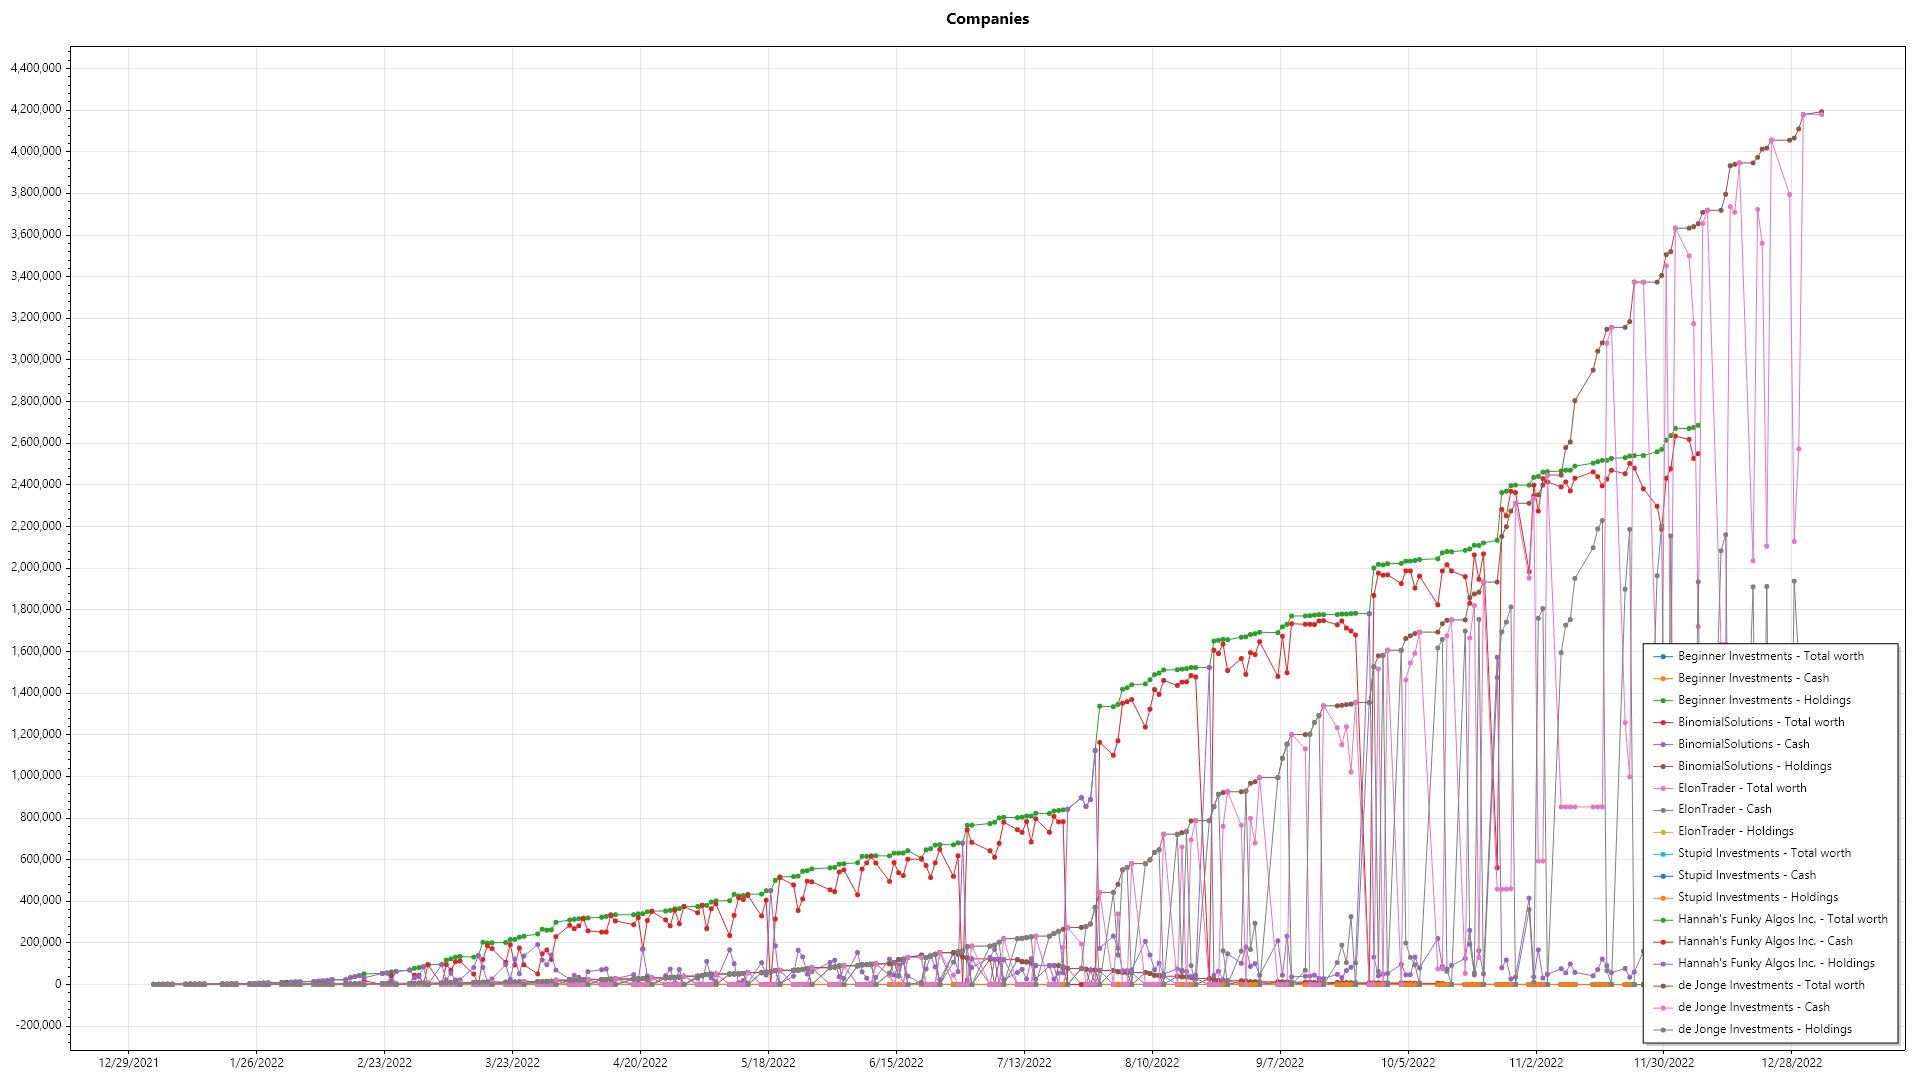 Companies
4,400,000
4,200,000
4,000,000
3,800,000
3,600,000
3,400,000
3,200,000
3,000,000
2,800,000
2,600,000
2,400,000
2,200,000
2,000,000
1,800,000
1,600,000
1,400,000
1,200,000
1,000,000
800,000
600,000
400,000
200,000
0
-200,000
Beginner Investments - Total worth
Beginner Investments - Cash
Beginner Investments - Holdings
BinomialSolutions - Total worth
BinomialSolutions - Cash
BinomialSolutions - Holdings
ElonTrader - Total worth
ElonTrader - Cash
ElonTrader - Holdings
Stupid Investments - Total worth
Stupid Investments - Cash
Stupid Investments - Holdings
Hannah's Funky Algos Inc. - Total worth
Hannah's Funky Algos Inc. - Cash
Hannah's Funky Algos Inc. - Holdings
de Jonge Investments - Total worth
de Jonge Investments - Cash
de Jonge Investments - Holdings
12/29/2021 1/26/2022 2/23/2022 3/23/2022 4/20/2022 5/18/2022 6/15/2022 7/13/2022 8/10/2022 9/7/2022 10/5/2022 11/2/2022 11/30/2022 12/28/2022